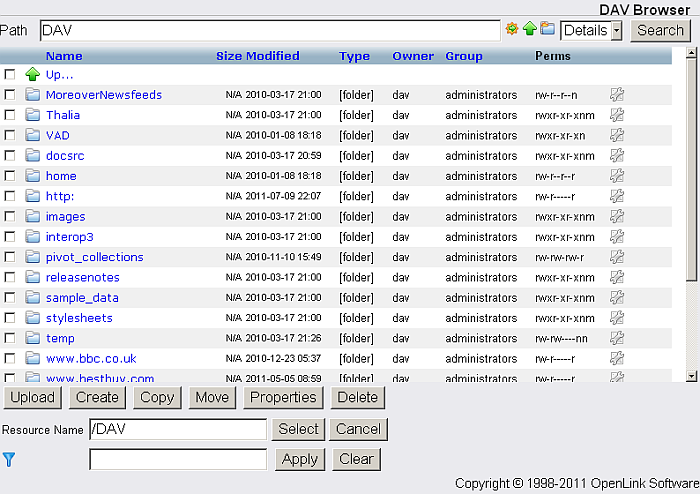 DAV Browser
Path DAV Details Search
Name Size Modified Type Owner Group Perms
Up...
MoreoverNewsfeeds N/A 2010-03-17 21:00 [folder] dav administrators rw-r--r--n
Thalia N/A 2010-03-17 21:00 [folder] dav administrators rwxr-xr-xnm
VAD N/A 2010-01-08 18:18 [folder] dav administrators rwxr-xr-xn
docsrc N/A 2010-03-17 20:59 [folder] dav administrators rwxr-xr-xnm
home N/A 2010-01-08 18:18 [folder] dav administrators rw-r--r--r
http: N/A 2011-07-09 22:07 [folder] dav administrators rw-r-----r
images N/A 2010-03-17 21:00 [folder] dav administrators rwxr-xr-xnm
interop3 N/A 2010-03-17 21:00 [folder] dav administrators rwxr-xr-xnm
pivot_collections N/A 2010-11-10 15:49 [folder] dav administrators rw-rw-rw-r
releasenotes N/A 2010-03-17 21:00 [folder] dav administrators rwxr-xr-xnm
sample_data N/A 2010-03-17 21:00 [folder] dav administrators rwxr-xr-xnm
stylesheets N/A 2010-03-17 21:00 [folder] dav administrators rwxr-xr-xnm
temp N/A 2010-03-17 21:26 [folder] dav administrators rw-rw----nn
www.bbc.co.uk N/A 2010-12-23 05:37 [folder] dav administrators rw-r-----r
www.bestbuy.com N/A 2011-05-05 08:59 [folder] dav administrators rw-r-----r
Upload Create Copy Move Properties Delete
Resource Name /DAV Select Cancel
Apply Clear
Copyright © 1998-2011 OpenLink Software